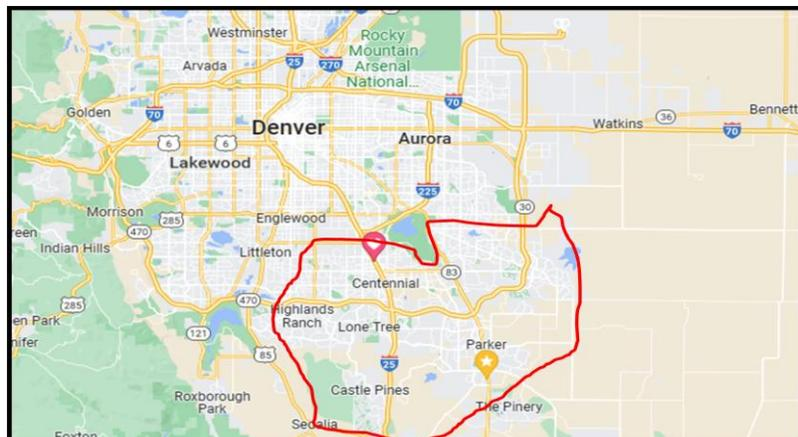 Westminster
Rocky
Mountain
Arsenal
National...
25
270
Arvada
Golden
70
70
Bennett
Watkins
36
70
Denver
Aurora
6
6
Lakewood
225
Morrison
285
Englewood
30
470
Indian Hills
Littleton
83
Centennial
285
470
Highlands
Ranch
Lone Tree
121
85
25
Parker
Roxborough
Park
Castle Pines
The Pinery
Sedalia